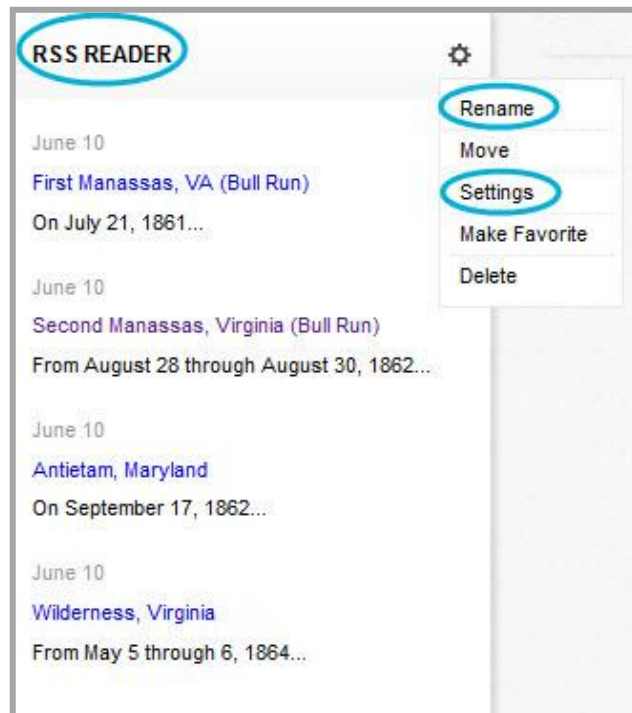 RSS READER
June 10
First Manassas, VA (Bull Run)
On July 21, 1861...
June 10
Second Manassas, Virginia (Bull Run)
From August 28 through August 30, 1862...
June 10
Antietam, Maryland
On September 17, 1862...
June 10
Wilderness, Virginia
From May 5 through 6, 1864...
Rename
Move
Settings
Make Favorite
Delete